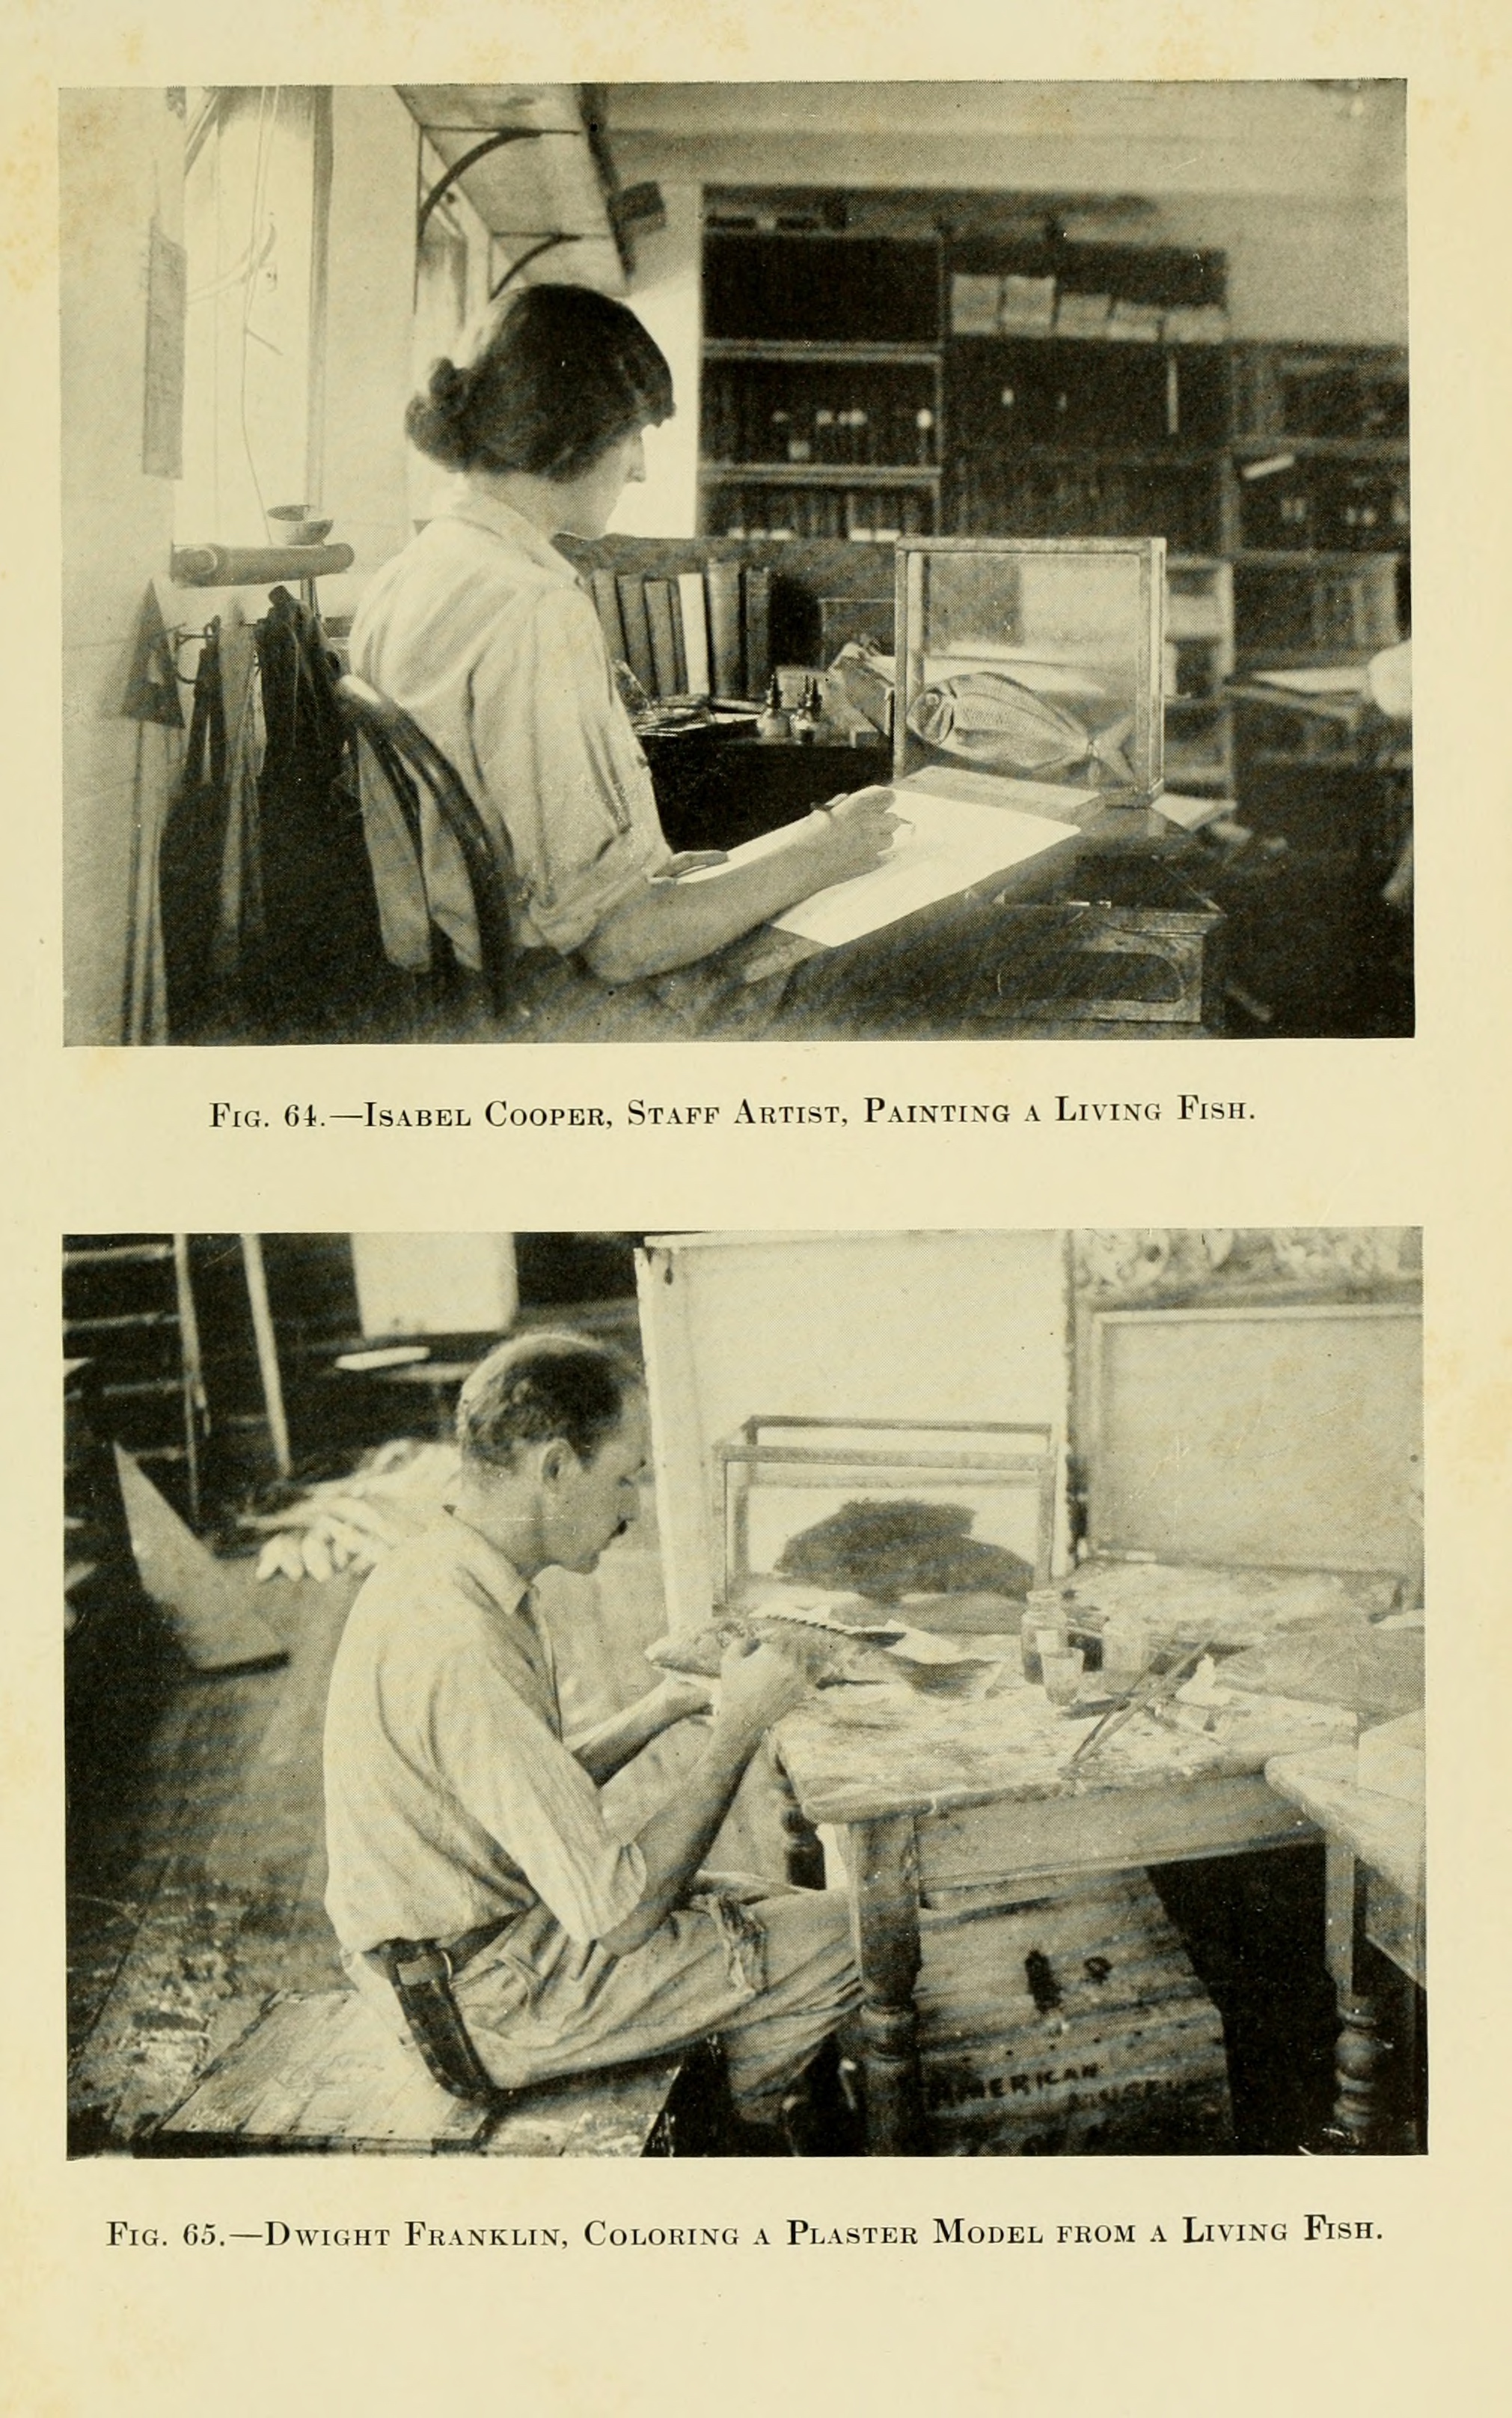 Fig. 64.—Isabel Cooper, Staff Artist, Painting a Living Fish.
AMERICAN
MUSEUM
Fig. 65.—Dwight Franklin, Coloring a Plaster Model from a Living Fish.